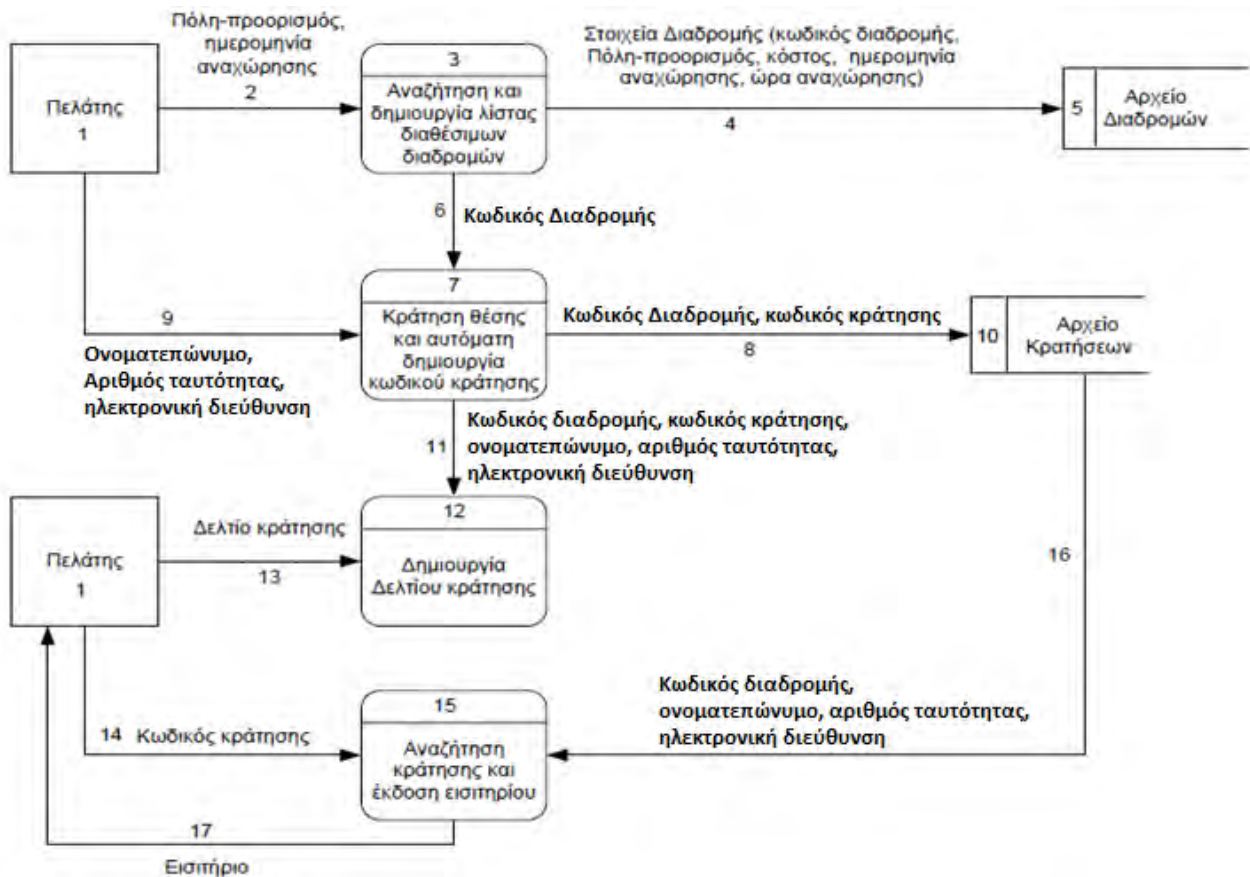 Πόλη-προορισμός,
ημερομηνία
αναχώρησης
2
Πελάτης
1
3
Αναζήτηση και
δημιουργία λίστας
διαθέσιμων
διαδρομών
Στοιχεία Διαδρομής (κωδικός διαδρομής,
Πόλη-προορισμός, κόστος, ημερομηνία
αναχώρησης, ώρα αναχώρησης)
4
5
Αρχείο
Διαδρομών
6
Κωδικός Διαδρομής
9
Ονοματεπώνυμο,
Αριθμός ταυτότητας,
ηλεκτρονική διεύθυνση
7
Κράτηση θέσης
και αυτόματη
δημιουργία
κωδικού κράτησης
Κωδικός Διαδρομής, κωδικός κράτησης
8
10
Αρχείο
Κρατήσεων
11
Κωδικός διαδρομής, κωδικός κράτησης,
ονοματεπώνυμο, αριθμός ταυτότητας,
ηλεκτρονική διεύθυνση
Πελάτης
1
Δελτίο κράτησης
13
12
Δημιουργία
Δελτίου κράτησης
16
14 Κωδικός κράτησης
15
Αναζήτηση
κράτησης και
έκδοση εισιτηρίου
Κωδικός διαδρομής,
ονοματεπώνυμο, αριθμός ταυτότητας,
ηλεκτρονική διεύθυνση
17
Εισιτήριο